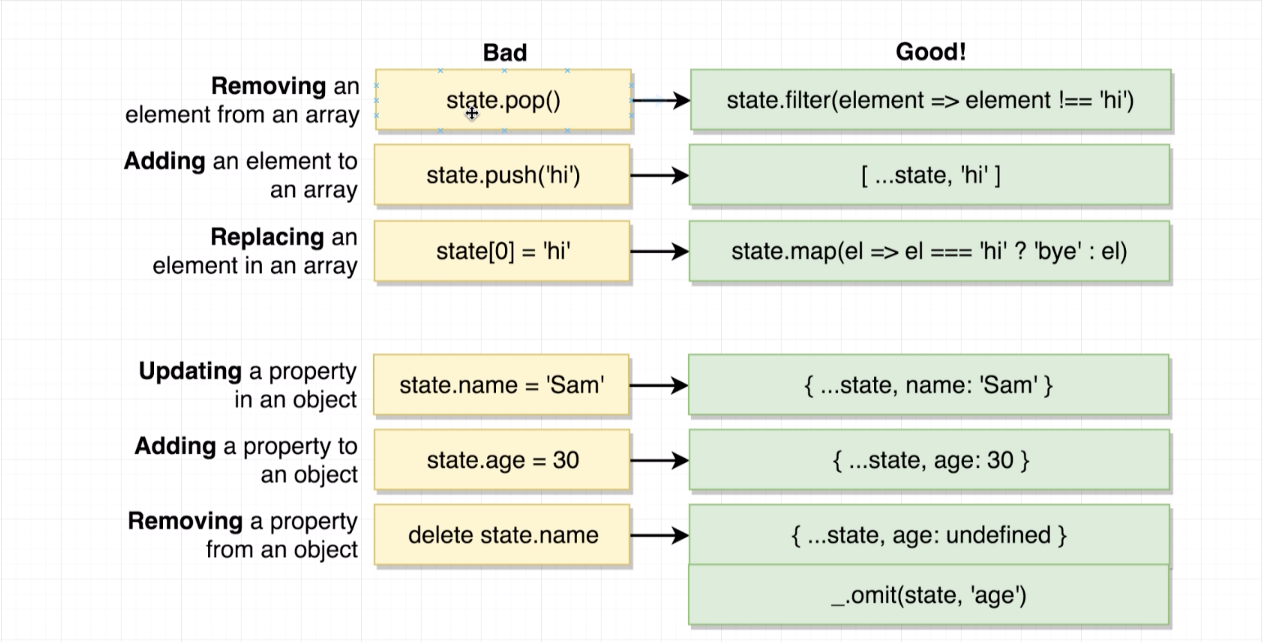 Bad
Good!
Removing an
element from an array
state.pop()
state.filter(element => element !== 'hi')
Adding an element to
an array
state.push('hi')
[ ...state, 'hi' ]
Replacing an
element in an array
state[0] = 'hi'
state.map(el => el === 'hi' ? 'bye' : el)
Updating a property
in an object
state.name = 'Sam'
{ ...state, name: 'Sam' }
Adding a property to
an object
state.age = 30
{ ...state, age: 30 }
Removing a property
from an object
delete state.name
{ ...state, age: undefined }
_.omit(state, 'age')